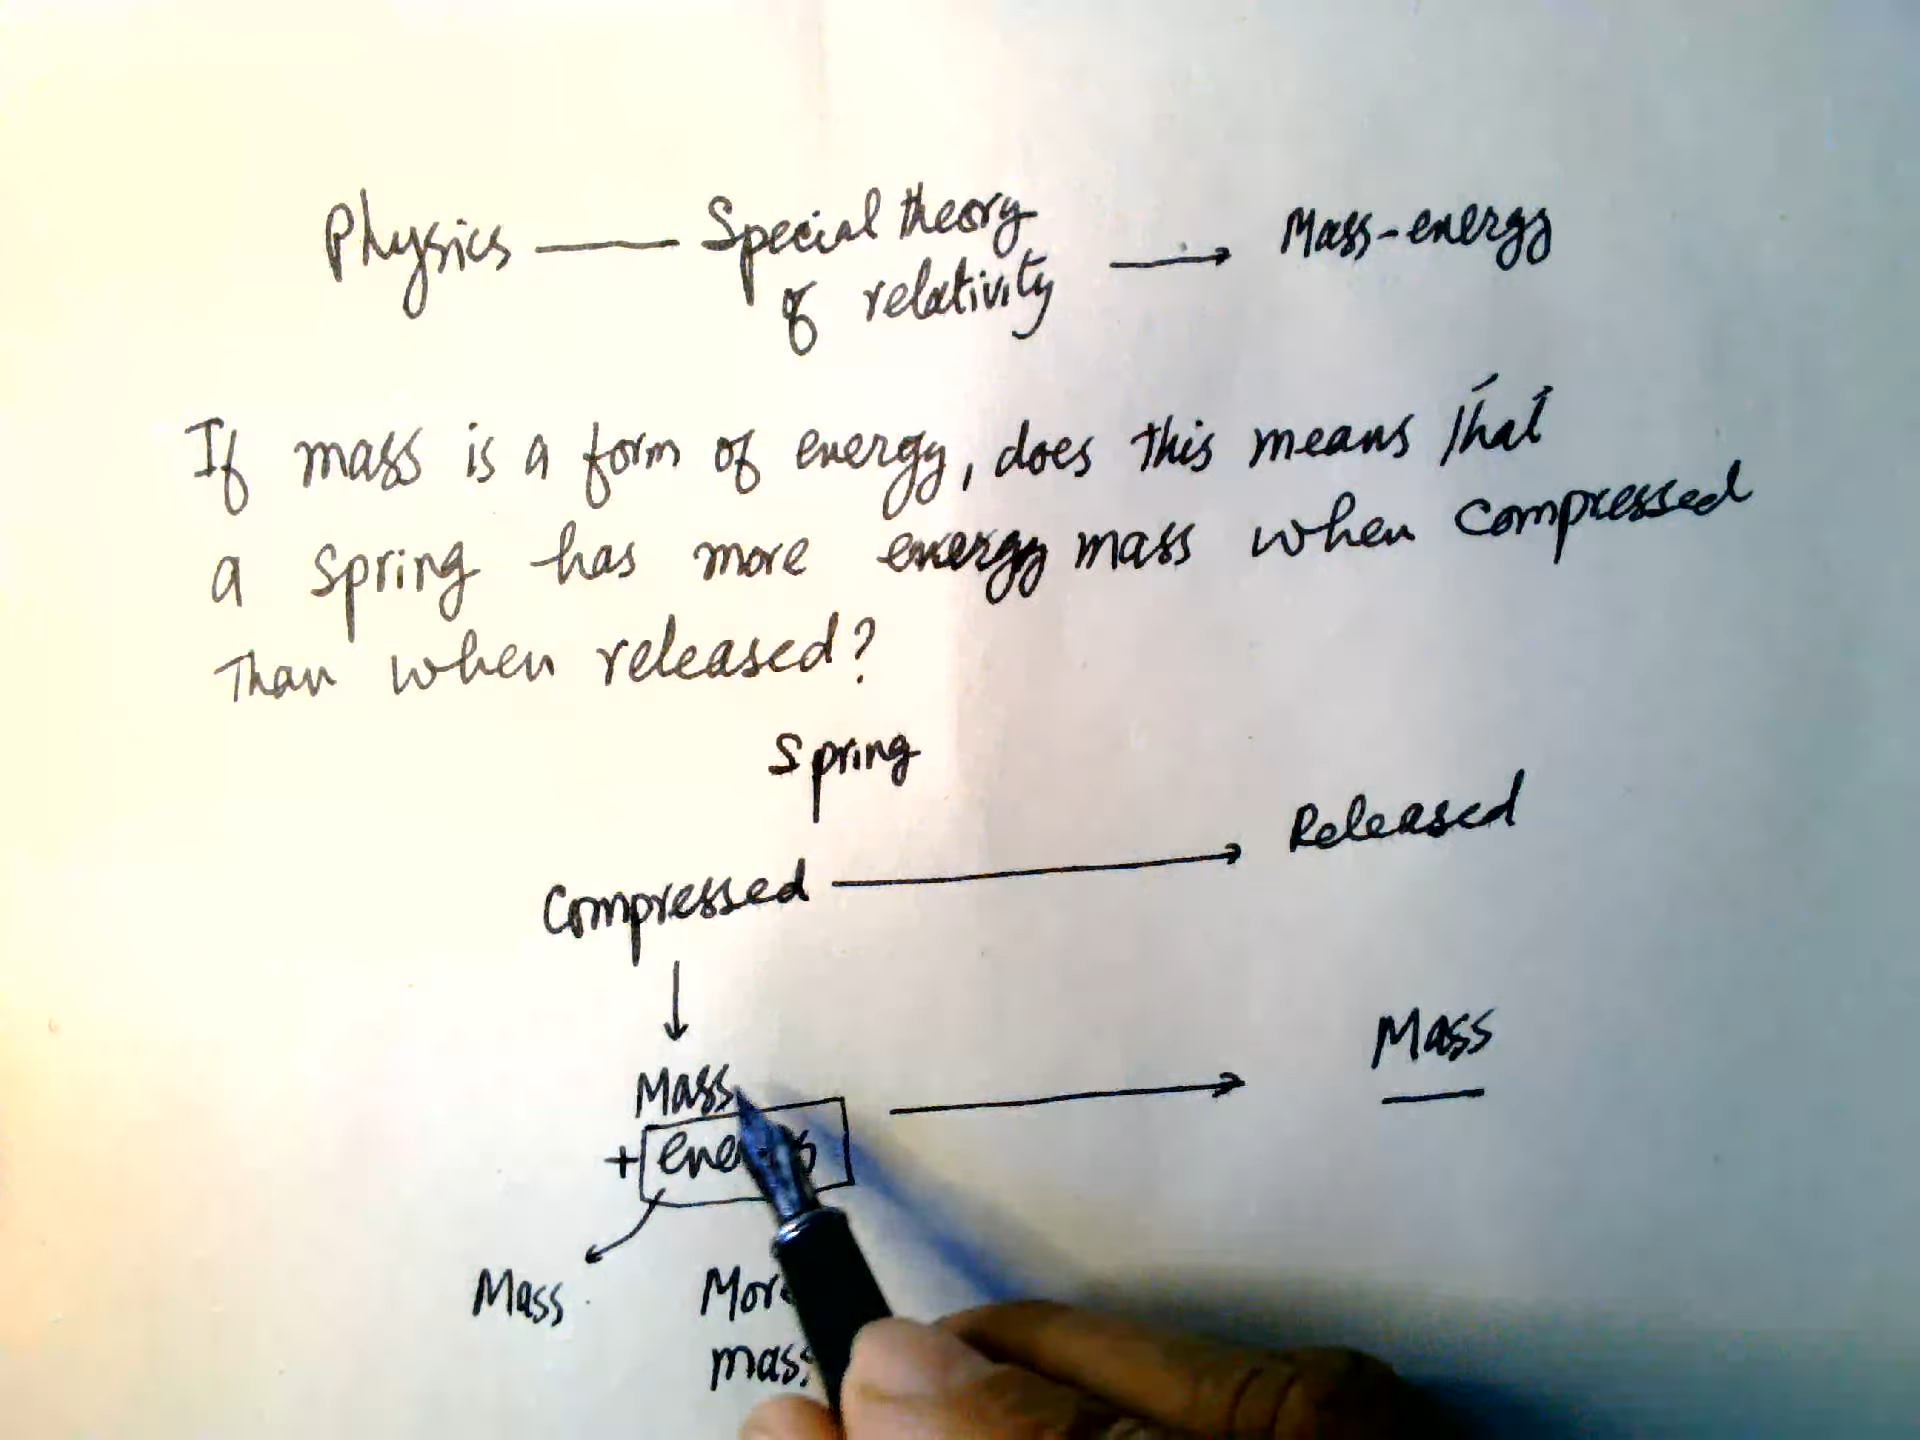 Physics — Special theory of relativity → Mass-energy
If mass is a form of energy, does this means that
a spring has more energy mass when compressed
than when released?
Spring
Compressed → Released
↓
Mass → Mass
+
Mass
mass